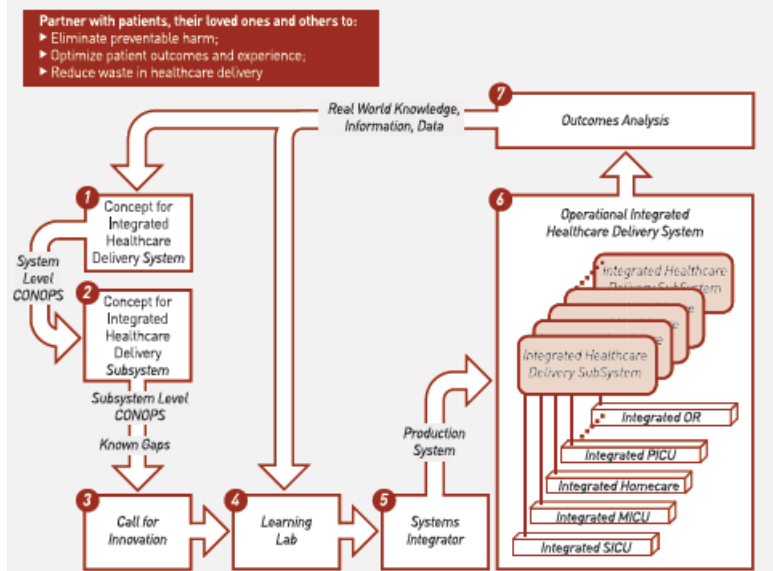 Partner with patients, their loved ones and others to:
▶ Eliminate preventable harm;
▶ Optimize patient outcomes and experience;
▶ Reduce waste in healthcare delivery
7
Outcomes Analysis
Real World Knowledge,
Information, Data
1
Concept for
Integrated
Healthcare
Delivery System
System
Level
CONOPS
2
Concept for
Integrated
Healthcare
Delivery
Subsystem
Subsystem Level
CONOPS
Known Gaps
3
Call for
Innovation
4
Learning
Lab
5
Systems
Integrator
Production
System
6
Operational Integrated
Healthcare Delivery System
Integrated Healthcare
Delivery SubSystem
Integrated Healthcare
Delivery SubSystem
Integrated OR
Integrated PICU
Integrated Homecare
Integrated MICU
Integrated SICU